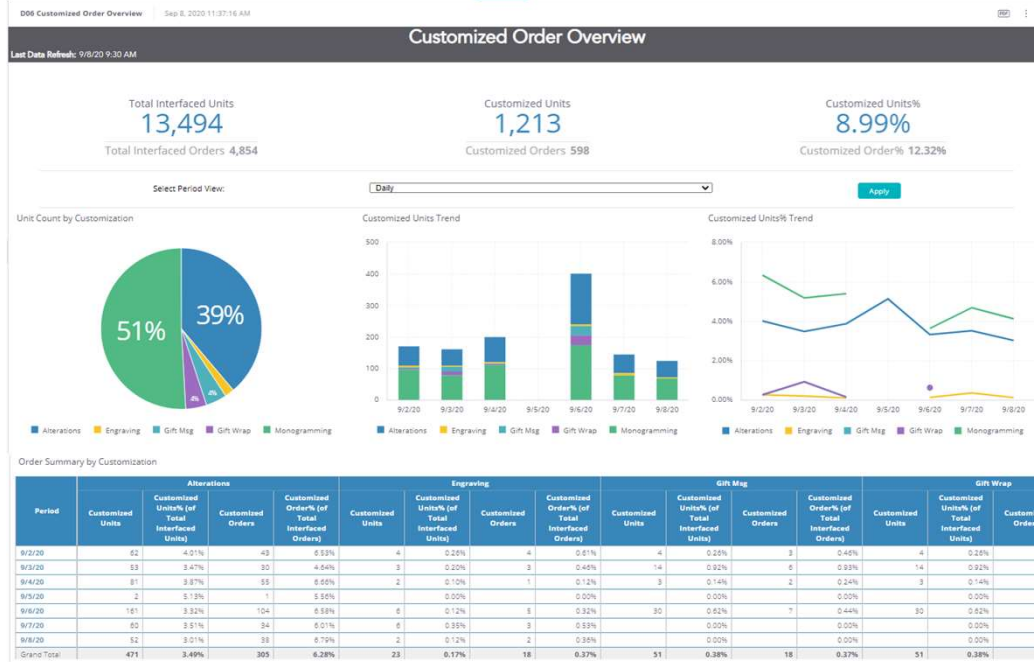 D06 Customized Order Overview Sep 8, 2020 11:37:16 AM PDF
Customized Order Overview
Last Data Refresh: 9/8/20 9:30 AM
Total Interfaced Units Customized Units Customized Units%
13,494 1,213 8.99%
Total Interfaced Orders 4,854 Customized Orders 598 Customized Order% 12.32%
Select Period View: Daily Apply
Unit Count by Customization Customized Units Trend Customized Units% Trend
500 8.00%
400 6.00%
300
39%
51%
200 4.00%
100 2.00%
4% 4%
0 0.00%
9/2/20 9/3/20 9/4/20 9/5/20 9/6/20 9/7/20 9/8/20 9/2/20 9/3/20 9/4/20 9/5/20 9/6/20 9/7/20 9/8/20
Alterations Engraving Gift Msg Gift Wrap Monogramming Alterations Engraving Gift Msg Gift Wrap Monogramming Alterations Engraving Gift Msg Gift Wrap Monogramming
Order Summary by Customization
Alterations Engraving Gift Msg Gift Wrap
Period Customized Units Customized Units% (of Total Interfaced Units) Customized Orders Customized Order% (of Total Interfaced Orders) Customized Units Customized Units% (of Total Interfaced Units) Customized Orders Customized Order% (of Total Interfaced Orders) Customized Units Customized Units% (of Total Interfaced Units) Customized Orders Customized Order% (of Total Interfaced Orders) Customized Units Customized Units% (of Total Interfaced Units)
9/2/20 62 4.01% 43 6.53% 4 0.26% 4 0.61% 4 0.26% 3 0.46% 4 0.26%
9/3/20 53 3.47% 30 4.64% 3 0.20% 3 0.46% 14 0.92% 6 0.93% 14 0.92%
9/4/20 81 3.87% 55 6.66% 2 0.10% 1 0.12% 3 0.14% 2 0.24% 3 0.14%
9/5/20 2 5.13% 1 5.56% 0.00% 0.00% 0.00% 0.00% 0.00%
9/6/20 161 3.32% 104 6.58% 6 0.12% 5 0.32% 30 0.62% 7 0.44% 30 0.62%
9/7/20 60 3.51% 34 6.01% 6 0.35% 3 0.53% 0.00% 0.00% 0.00%
9/8/20 52 3.01% 38 6.79% 2 0.12% 2 0.36% 0.00% 0.00% 0.00%
Grand Total 471 3.49% 305 6.28% 23 0.17% 18 0.37% 51 0.38% 18 0.37% 51 0.38%